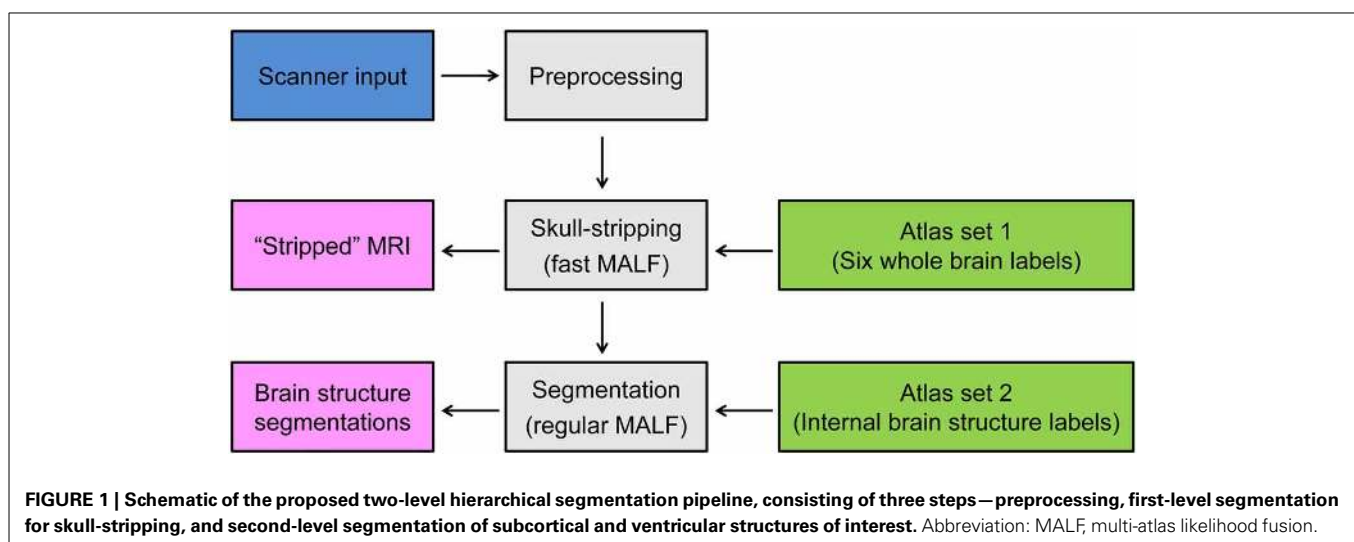 Scanner input
Preprocessing
"Stripped" MRI
Skull-stripping
(fast MALF)
Atlas set 1
(Six whole brain labels)
Brain structure
segmentations
Segmentation
(regular MALF)
Atlas set 2
(Internal brain structure labels)
FIGURE 1 | Schematic of the proposed two-level hierarchical segmentation pipeline, consisting of three steps—preprocessing, first-level segmentation
for skull-stripping, and second-level segmentation of subcortical and ventricular structures of interest. Abbreviation: MALF, multi-atlas likelihood fusion.